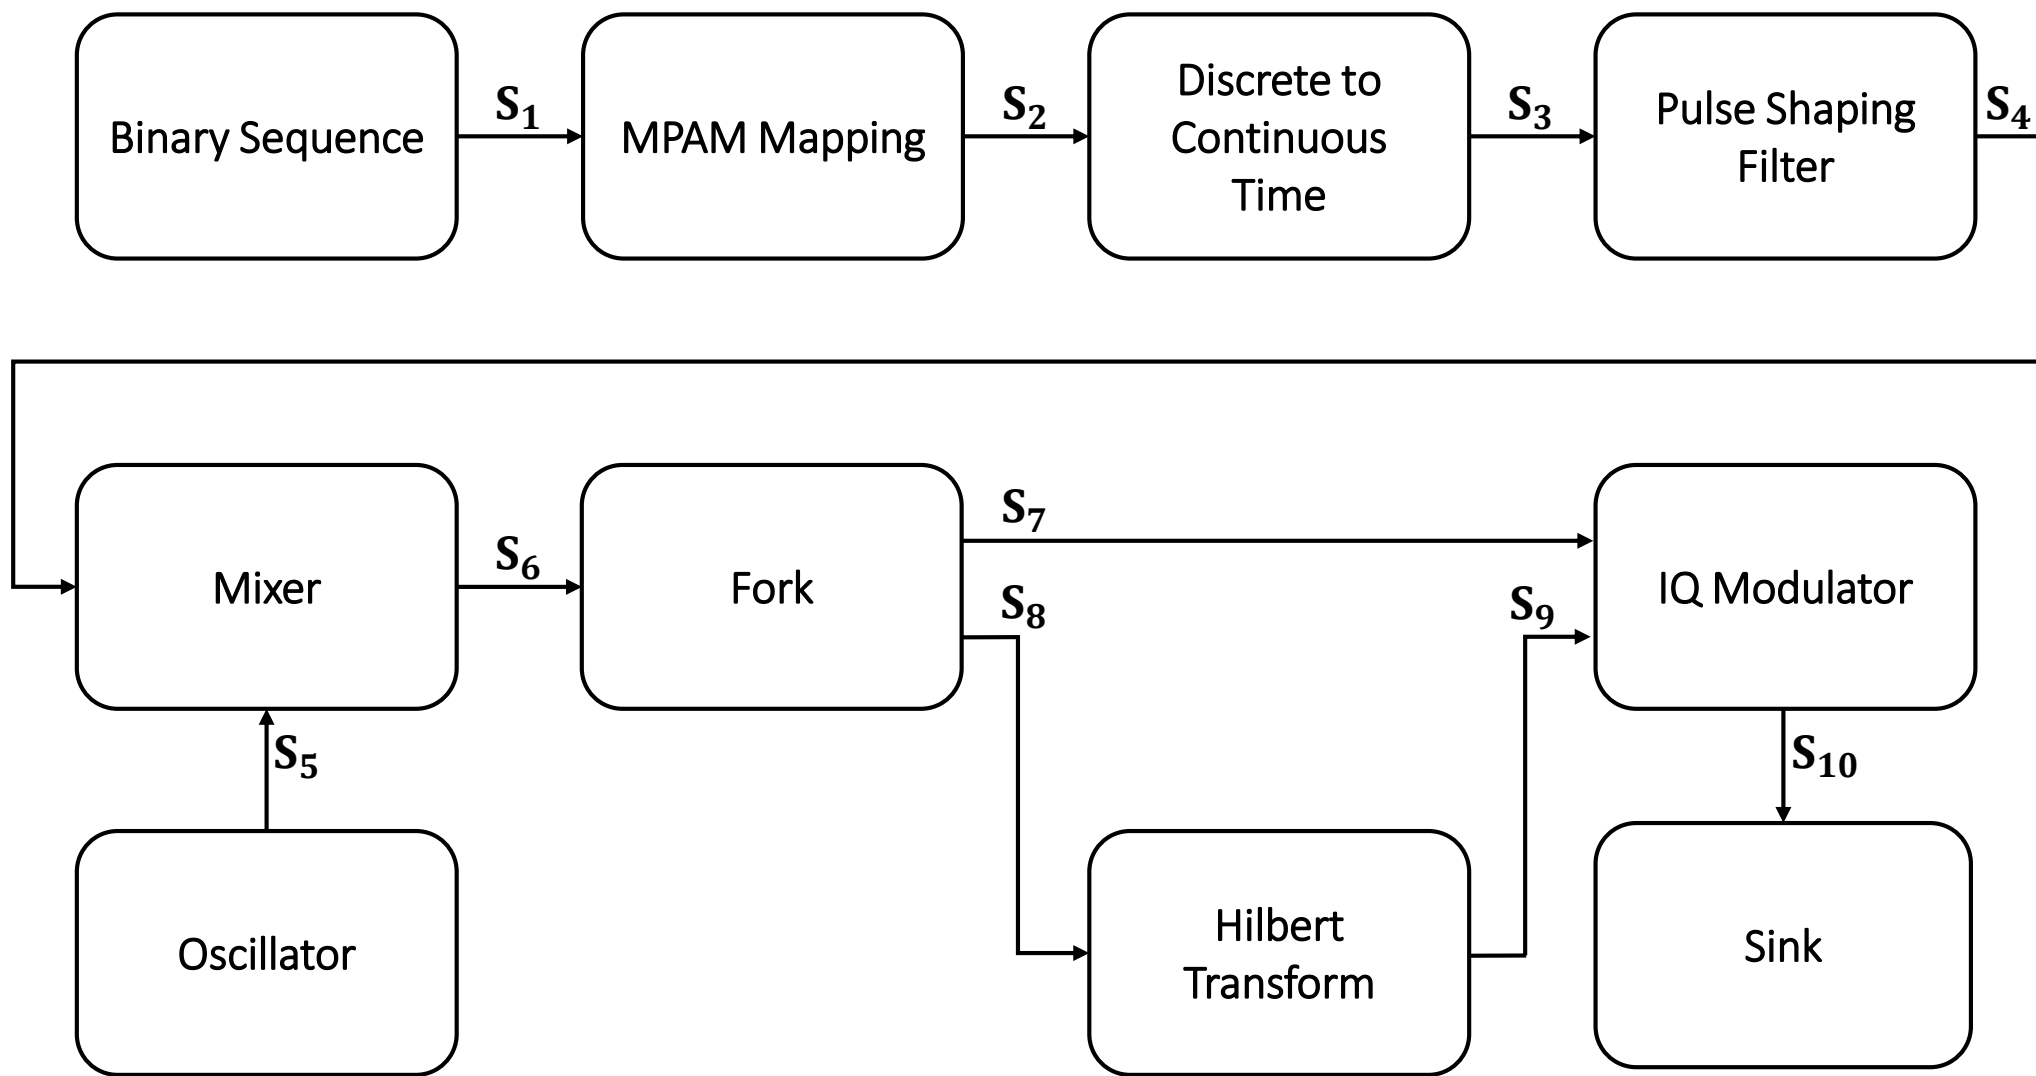 Binary Sequence
S₁
MPAM Mapping
S₂
Discrete to
Continuous
Time
S₃
Pulse Shaping
Filter
S₄
Mixer
S₆
Fork
S₇
S₈
S₉
IQ Modulator
S₅
S₁₀
Oscillator
Hilbert
Transform
Sink